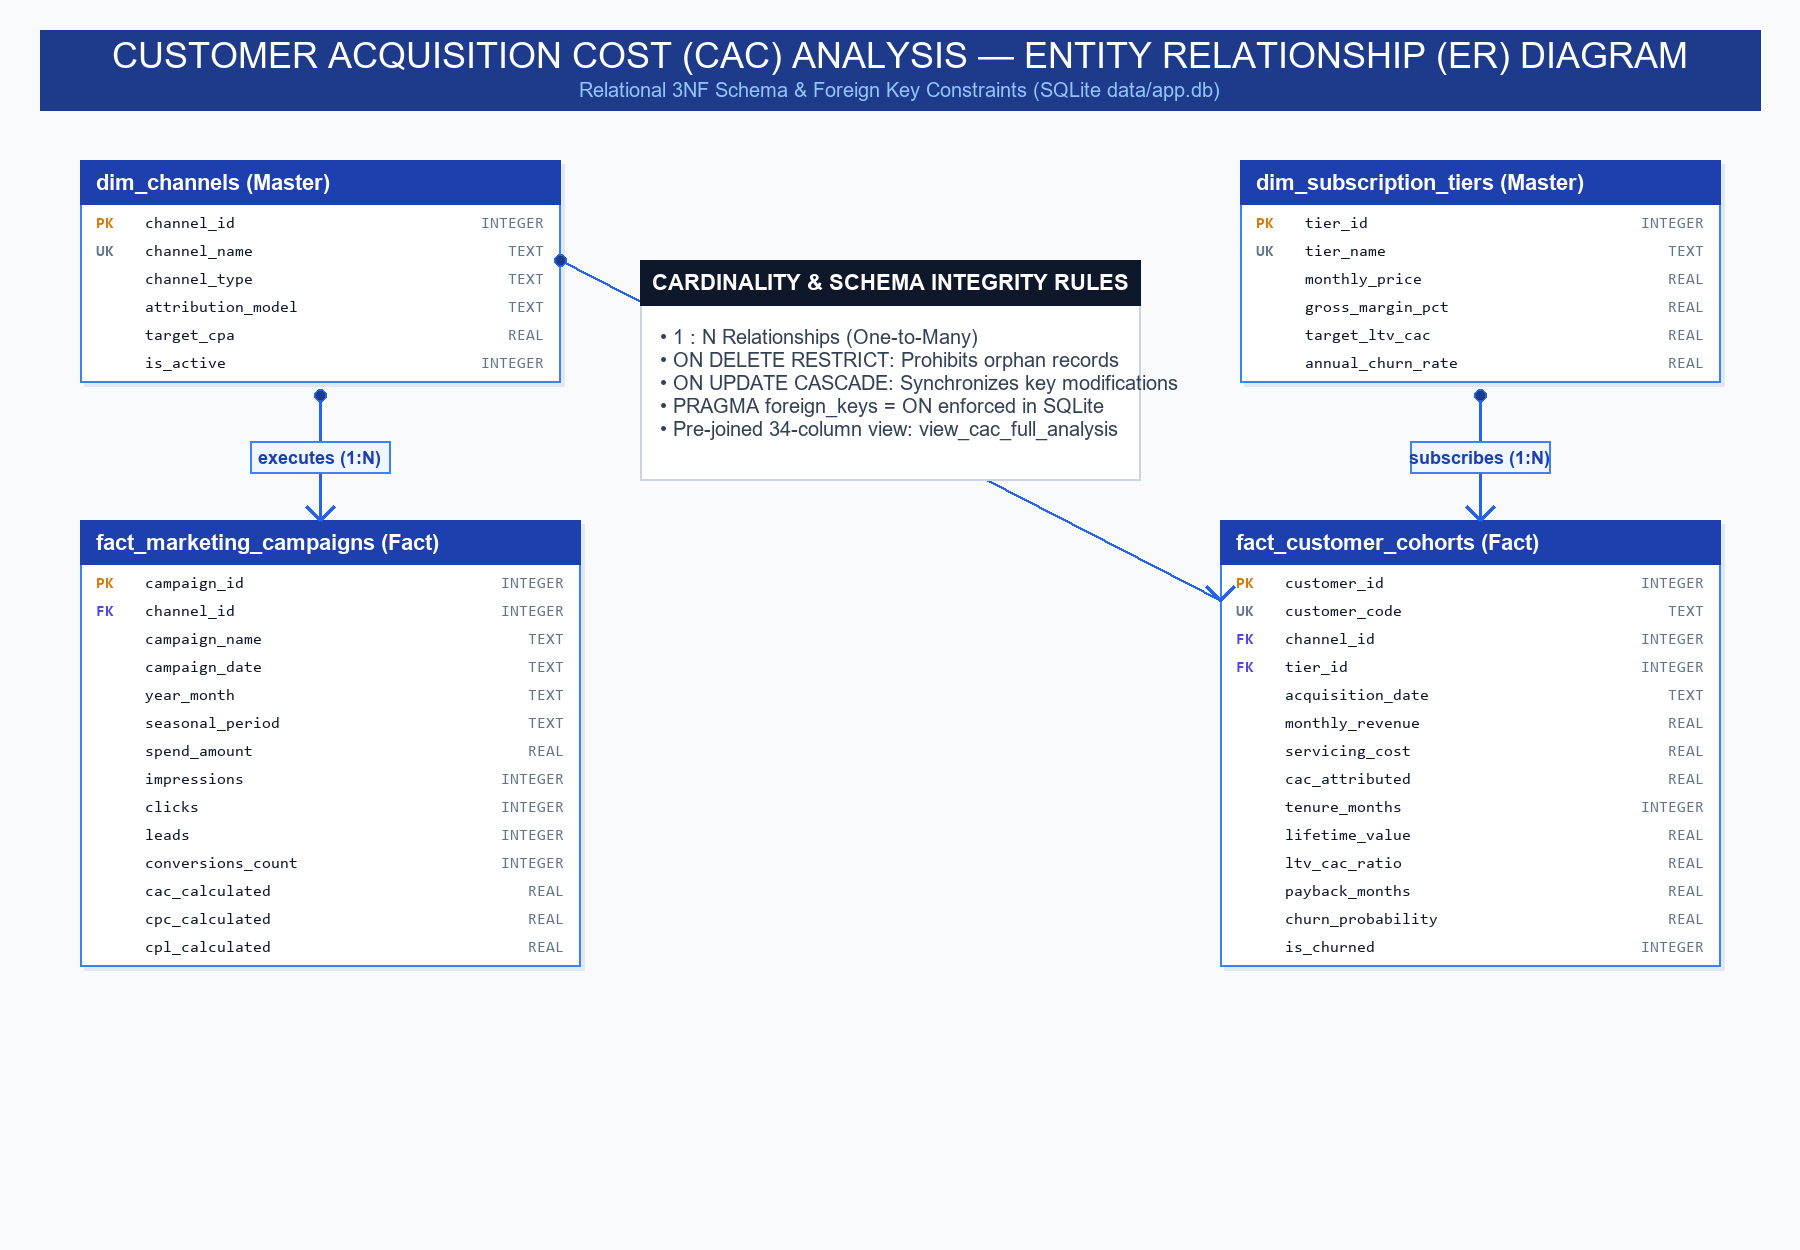 CUSTOMER ACQUISITION COST (CAC) ANALYSIS — ENTITY RELATIONSHIP (ER) DIAGRAM
Relational 3NF Schema & Foreign Key Constraints (SQLite data/app.db)
dim_channels (Master)
PK channel_id INTEGER
UK channel_name TEXT
channel_type TEXT
attribution_model TEXT
target_cpa REAL
is_active INTEGER
CARDINALITY & SCHEMA INTEGRITY RULES
• 1 : N Relationships (One-to-Many)
• ON DELETE RESTRICT: Prohibits orphan records
• ON UPDATE CASCADE: Synchronizes key modifications
• PRAGMA foreign_keys = ON enforced in SQLite
• Pre-joined 34-column view: view_cac_full_analysis
dim_subscription_tiers (Master)
PK tier_id INTEGER
UK tier_name TEXT
monthly_price REAL
gross_margin_pct REAL
target_ltv_cac REAL
annual_churn_rate REAL
executes (1:N)
subscribes (1:N)
fact_marketing_campaigns (Fact)
PK campaign_id INTEGER
FK channel_id INTEGER
campaign_name TEXT
campaign_date TEXT
year_month TEXT
seasonal_period TEXT
spend_amount REAL
impressions INTEGER
clicks INTEGER
leads INTEGER
conversions_count INTEGER
cac_calculated REAL
cpc_calculated REAL
cpl_calculated REAL
fact_customer_cohorts (Fact)
PK customer_id INTEGER
UK customer_code TEXT
FK channel_id INTEGER
FK tier_id INTEGER
acquisition_date TEXT
monthly_revenue REAL
servicing_cost REAL
cac_attributed REAL
tenure_months INTEGER
lifetime_value REAL
ltv_cac_ratio REAL
payback_months REAL
churn_probability REAL
is_churned INTEGER